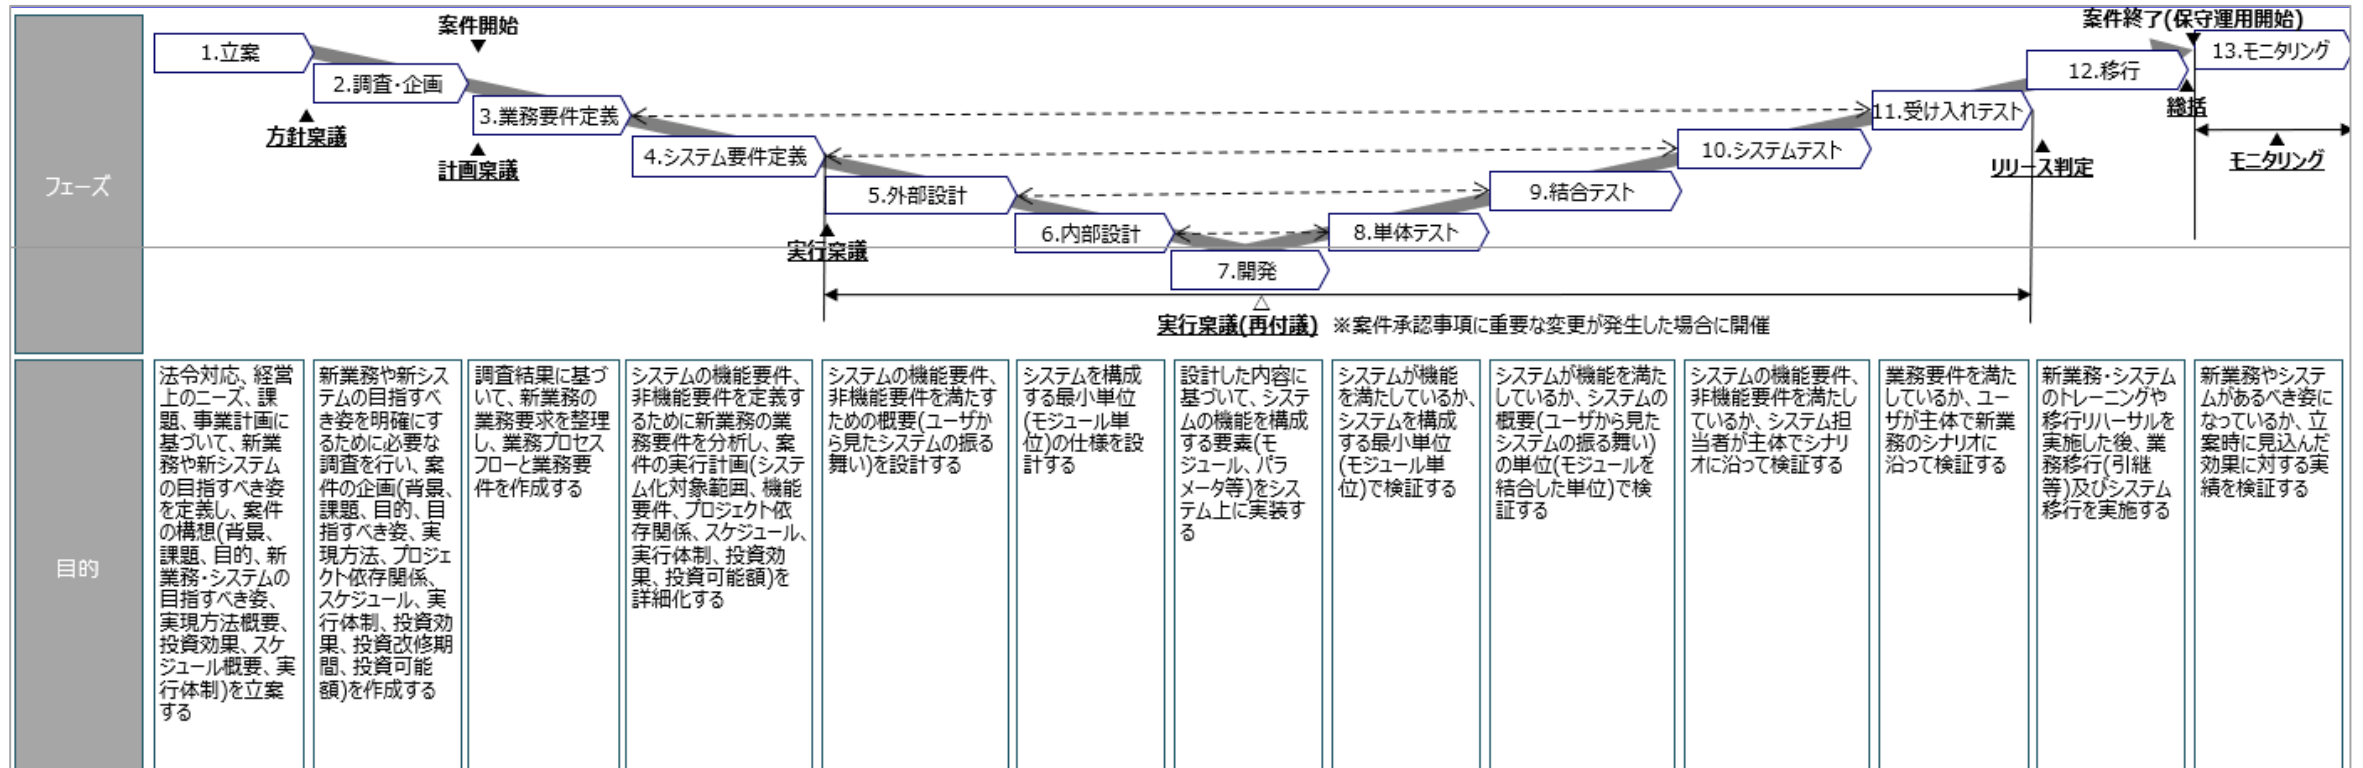 フェーズ
案件開始
案件終了(保守運用開始)
1.立案
2.調査・企画
3.業務要件定義
4.システム要件定義
5.外部設計
6.内部設計
7.開発
8.単体テスト
9.結合テスト
10.システムテスト
11.受け入れテスト
12.移行
13.モニタリング
方針稟議
計画稟議
実行稟議
リリース判定
総括
モニタリング
実行稟議(再付議) ※案件承認事項に重要な変更が発生した場合に開催
目的
法令対応、経営
上のニーズ、課
題、事業計画に
基づいて、新業
務や新システム
の目指すべき姿
を定義し、案件
の構想(背景、
課題、目的、新
業務・システムの
目指すべき姿、
実現方法概要、
投資効果、スケ
ジュール概要、実
行体制)を立案
する
新業務や新シス
テムの目指すべ
き姿を明確にす
るために必要な
調査を行い、案
件の企画(背景、
課題、目的、目
指すべき姿、実
現方法、プロジェ
クト依存関係、
スケジュール、実
行体制、投資効
果、投資改修期
間、投資可能
額)を作成する
調査結果に基づ
いて、新業務の
業務要求を整理
し、業務プロセス
フローと業務要
件を作成する
システムの機能要件、
非機能要件を定義す
るために新業務の業
務要件を分析し、案
件の実行計画(システ
ム化対象範囲、機能
要件、プロジェクト依
存関係、スケジュール、
実行体制、投資効
果、投資可能額)を
詳細化する
システムの機能要件、
非機能要件を満たす
ための概要(ユーザか
ら見たシステムの振る
舞い)を設計する
システムを構成
する最小単位
(モジュール単
位)の仕様を設
計する
設計した内容に
基づいて、システ
ムの機能を構成
する要素(モ
ジュール、パラ
メータ等)をシス
テム上に実装す
る
システムが機能
を満たしているか、
システムを構成
する最小単位
(モジュール単
位)で検証する
システムが機能を満た
しているか、システムの
概要(ユーザから見た
システムの振る舞い)
の単位(モジュールを
結合した単位)で検
証する
システムの機能要件、
非機能要件を満たし
ているか、システム担
当者が主体でシナリ
オに沿って検証する
業務要件を満た
しているか、ユー
ザが主体で新業
務のシナリオに
沿って検証する
新業務・システム
のトレーニングや
移行リハーサルを
実施した後、業
務移行(引継
等)及びシステム
移行を実施する
新業務やシステ
ムがあるべき姿に
なっているか、立
案時に見込んだ
効果に対する実
績を検証する